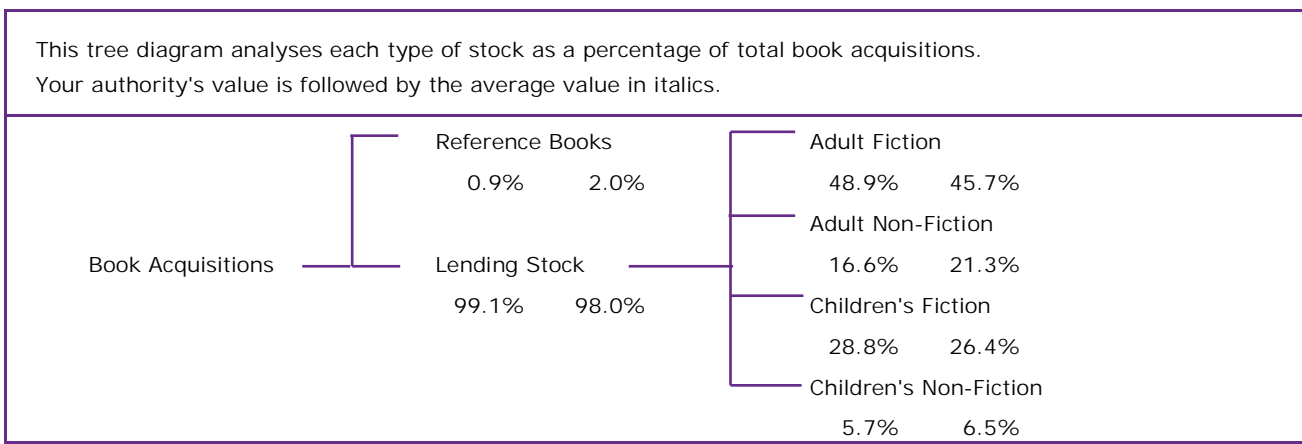 This tree diagram analyses each type of stock as a percentage of total book acquisitions.
Your authority's value is followed by the average value in italics.
Reference Books
0.9% 2.0%
Book Acquisitions
Lending Stock
99.1% 98.0%
Adult Fiction
48.9% 45.7%
Adult Non-Fiction
16.6% 21.3%
Children's Fiction
28.8% 26.4%
Children's Non-Fiction
5.7% 6.5%